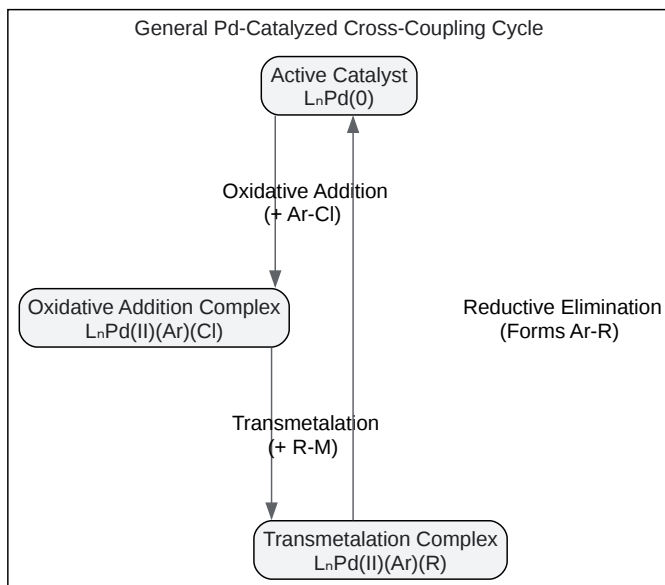 General Pd-Catalyzed Cross-Coupling Cycle
Active Catalyst
LₙPd(0)
Oxidative Addition
(+ Ar-Cl)
Oxidative Addition Complex
LₙPd(II)(Ar)(Cl)
Reductive Elimination
(Forms Ar-R)
Transmetalation
(+ R-M)
Transmetalation Complex
LₙPd(II)(Ar)(R)